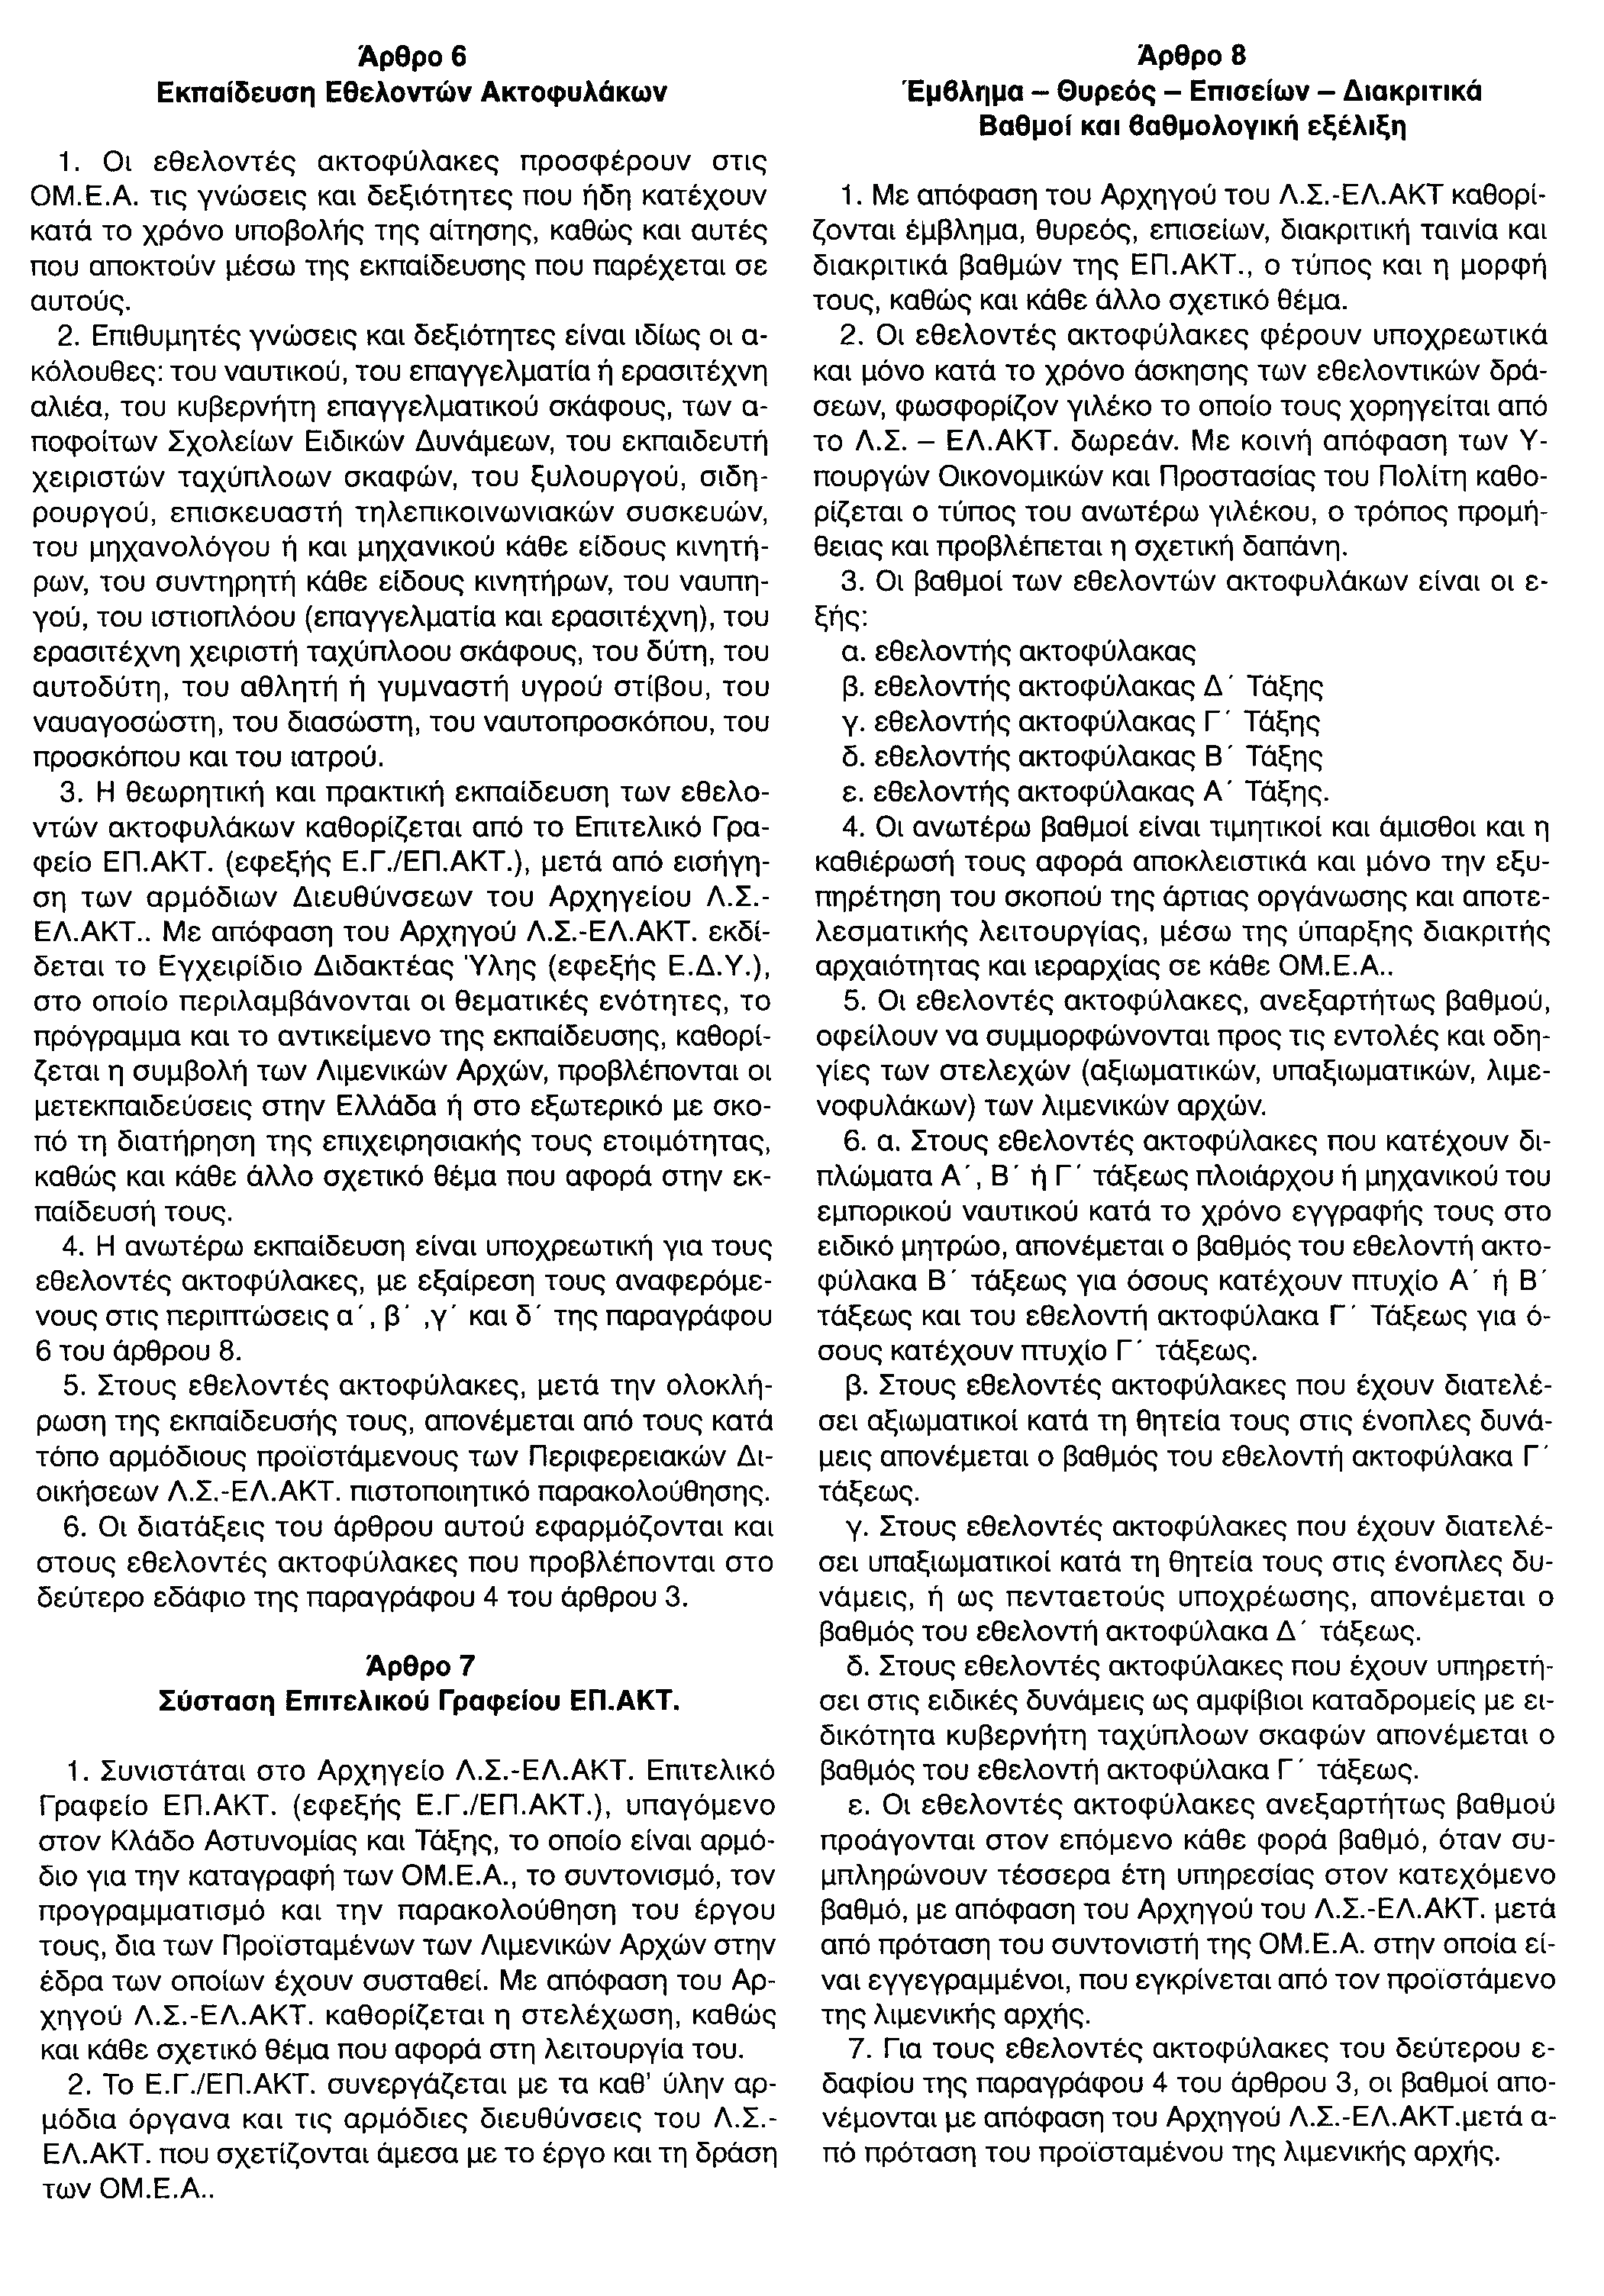 Άρθρο 6
Εκπαίδευση Εθελοντών Ακτοφυλάκων
1. Οι εθελοντές ακτοφύλακες προσφέρουν στις
ΟΜ.Ε.Α. τις γνώσεις και δεξιότητες που ήδη κατέχουν
κατά το χρόνο υποβολής της αίτησης, καθώς και αυτές
που αποκτούν μέσω της εκπαίδευσης που παρέχεται σε
αυτούς.
2. Επιθυμητές γνώσεις και δεξιότητες είναι ιδίως οι α-
κόλουθες: του ναυτικού, του επαγγελματία ή ερασιτέχνη
αλιέα, του κυβερνήτη επαγγελματικού σκάφους, των α-
ποφοίτων Σχολείων Ειδικών Δυνάμεων, του εκπαιδευτή
χειριστών ταχύπλοων σκαφών, του ξυλουργού, σιδη-
ρουργού, επισκευαστή τηλεπικοινωνιακών συσκευών,
του μηχανολόγου ή και μηχανικού κάθε είδους κινητή-
ρων, του συντηρητή κάθε είδους κινητήρων, του ναυπη-
γού, του ιστιοπλόου (επαγγελματία και ερασιτέχνη), του
ερασιτέχνη χειριστή ταχύπλοου σκάφους, του δύτη, του
αυτοδύτη, του αθλητή ή γυμναστή υγρού στίβου, του
ναυαγοσώστη, του διασώστη, του ναυτοπροσκόπου, του
προσκόπου και του ιατρού.
3. Η θεωρητική και πρακτική εκπαίδευση των εθελο-
ντών ακτοφυλάκων καθορίζεται από το Επιτελικό Γρα-
φείο ΕΠ.ΑΚΤ. (εφεξής Ε.Γ./ΕΠ.ΑΚΤ.), μετά από εισήγη-
ση των αρμόδιων Διευθύνσεων του Αρχηγείου Λ.Σ.-
ΕΛ.ΑΚΤ.. Με απόφαση του Αρχηγού Λ.Σ.-ΕΛ.ΑΚΤ. εκδί-
δεται το Εγχειρίδιο Διδακτέας Ύλης (εφεξής Ε.Δ.Υ.),
στο οποίο περιλαμβάνονται οι θεματικές ενότητες, το
πρόγραμμα και το αντικείμενο της εκπαίδευσης, καθορί-
ζεται η συμβολή των Λιμενικών Αρχών, προβλέπονται οι
μετεκπαιδεύσεις στην Ελλάδα ή στο εξωτερικό με σκο-
πό τη διατήρηση της επιχειρησιακής τους ετοιμότητας,
καθώς και κάθε άλλο σχετικό θέμα που αφορά στην εκ-
παίδευσή τους.
4. Η ανωτέρω εκπαίδευση είναι υποχρεωτική για τους
εθελοντές ακτοφύλακες, με εξαίρεση τους αναφερόμε-
νους στις περιπτώσεις α΄, β΄ ,γ΄ και δ΄ της παραγράφου
6 του άρθρου 8.
5. Στους εθελοντές ακτοφύλακες, μετά την ολοκλή-
ρωση της εκπαίδευσής τους, απονέμεται από τους κατά
τόπο αρμόδιους προϊστάμενους των Περιφερειακών Δι-
οικήσεων Λ.Σ.-ΕΛ.ΑΚΤ. πιστοποιητικό παρακολούθησης.
6. Οι διατάξεις του άρθρου αυτού εφαρμόζονται και
στους εθελοντές ακτοφύλακες που προβλέπονται στο
δεύτερο εδάφιο της παραγράφου 4 του άρθρου 3.
Άρθρο 7
Σύσταση Επιτελικού Γραφείου ΕΠ.ΑΚΤ.
1. Συνιστάται στο Αρχηγείο Λ.Σ.-ΕΛ.ΑΚΤ. Επιτελικό
Γραφείο ΕΠ.ΑΚΤ. (εφεξής Ε.Γ./ΕΠ.ΑΚΤ.), υπαγόμενο
στον Κλάδο Αστυνομίας και Τάξης, το οποίο είναι αρμό-
διο για την καταγραφή των ΟΜ.Ε.Α., το συντονισμό, τον
προγραμματισμό και την παρακολούθηση του έργου
τους, δια των Προϊσταμένων των Λιμενικών Αρχών στην
έδρα των οποίων έχουν συσταθεί. Με απόφαση του Αρ-
χηγού Λ.Σ.-ΕΛ.ΑΚΤ. καθορίζεται η στελέχωση, καθώς
και κάθε σχετικό θέμα που αφορά στη λειτουργία του.
2. Το Ε.Γ./ΕΠ.ΑΚΤ. συνεργάζεται με τα καθ’ ύλην αρ-
μόδια όργανα και τις αρμόδιες διευθύνσεις του Λ.Σ.-
ΕΛ.ΑΚΤ. που σχετίζονται άμεσα με το έργο και τη δράση
των ΟΜ.Ε.Α..
Άρθρο 8
Έμβλημα – Θυρεός – Επισείων – Διακριτικά
Βαθμοί και βαθμολογική εξέλιξη
1. Με απόφαση του Αρχηγού του Λ.Σ.-ΕΛ.ΑΚΤ καθορί-
ζονται έμβλημα, θυρεός, επισείων, διακριτική ταινία και
διακριτικά βαθμών της ΕΠ.ΑΚΤ., ο τύπος και η μορφή
τους, καθώς και κάθε άλλο σχετικό θέμα.
2. Οι εθελοντές ακτοφύλακες φέρουν υποχρεωτικά
και μόνο κατά το χρόνο άσκησης των εθελοντικών δρά-
σεων, φωσφορίζον γιλέκο το οποίο τους χορηγείται από
το Λ.Σ. – ΕΛ.ΑΚΤ. δωρεάν. Με κοινή απόφαση των Υ-
πουργών Οικονομικών και Προστασίας του Πολίτη καθο-
ρίζεται ο τύπος του ανωτέρω γιλέκου, ο τρόπος προμή-
θειας και προβλέπεται η σχετική δαπάνη.
3. Οι βαθμοί των εθελοντών ακτοφυλάκων είναι οι ε-
ξής:
α. εθελοντής ακτοφύλακας
β. εθελοντής ακτοφύλακας Δ΄ Τάξης
γ. εθελοντής ακτοφύλακας Γ΄ Τάξης
δ. εθελοντής ακτοφύλακας Β΄ Τάξης
ε. εθελοντής ακτοφύλακας Α΄ Τάξης.
4. Οι ανωτέρω βαθμοί είναι τιμητικοί και άμισθοι και η
καθιέρωσή τους αφορά αποκλειστικά και μόνο την εξυ-
πηρέτηση του σκοπού της άρτιας οργάνωσης και αποτε-
λεσματικής λειτουργίας, μέσω της ύπαρξης διακριτής
αρχαιότητας και ιεραρχίας σε κάθε ΟΜ.Ε.Α..
5. Οι εθελοντές ακτοφύλακες, ανεξαρτήτως βαθμού,
οφείλουν να συμμορφώνονται προς τις εντολές και οδη-
γίες των στελεχών (αξιωματικών, υπαξιωματικών, λιμε-
νοφυλάκων) των λιμενικών αρχών.
6. α. Στους εθελοντές ακτοφύλακες που κατέχουν δι-
πλώματα Α΄, Β΄ ή Γ΄ τάξεως πλοιάρχου ή μηχανικού του
εμπορικού ναυτικού κατά το χρόνο εγγραφής τους στο
ειδικό μητρώο, απονέμεται ο βαθμός του εθελοντή ακτο-
φύλακα Β΄ τάξεως για όσους κατέχουν πτυχίο Α΄ ή Β΄
τάξεως και του εθελοντή ακτοφύλακα Γ΄ Τάξεως για ό-
σους κατέχουν πτυχίο Γ΄ τάξεως.
β. Στους εθελοντές ακτοφύλακες που έχουν διατελέ-
σει αξιωματικοί κατά τη θητεία τους στις ένοπλες δυνά-
μεις απονέμεται ο βαθμός του εθελοντή ακτοφύλακα Γ΄
τάξεως.
γ. Στους εθελοντές ακτοφύλακες που έχουν διατελέ-
σει υπαξιωματικοί κατά τη θητεία τους στις ένοπλες δυ-
νάμεις, ή ως πενταετούς υποχρέωσης, απονέμεται ο
βαθμός του εθελοντή ακτοφύλακα Δ΄ τάξεως.
δ. Στους εθελοντές ακτοφύλακες που έχουν υπηρετή-
σει στις ειδικές δυνάμεις ως αμφίβιοι καταδρομείς με ει-
δικότητα κυβερνήτη ταχύπλοων σκαφών απονέμεται ο
βαθμός του εθελοντή ακτοφύλακα Γ΄ τάξεως.
ε. Οι εθελοντές ακτοφύλακες ανεξαρτήτως βαθμού
προάγονται στον επόμενο κάθε φορά βαθμό, όταν συ-
μπληρώνουν τέσσερα έτη υπηρεσίας στον κατεχόμενο
βαθμό, με απόφαση του Αρχηγού του Λ.Σ.-ΕΛ.ΑΚΤ. μετά
από πρόταση του συντονιστή της ΟΜ.Ε.Α. στην οποία εί-
ναι εγγεγραμμένοι, που εγκρίνεται από τον προϊστάμενο
της λιμενικής αρχής.
7. Για τους εθελοντές ακτοφύλακες του δεύτερου ε-
δαφίου της παραγράφου 4 του άρθρου 3, οι βαθμοί απο-
νέμονται με απόφαση του Αρχηγού Λ.Σ.-ΕΛ.ΑΚΤ.μετά α-
πό πρόταση του προϊσταμένου της λιμενικής αρχής.